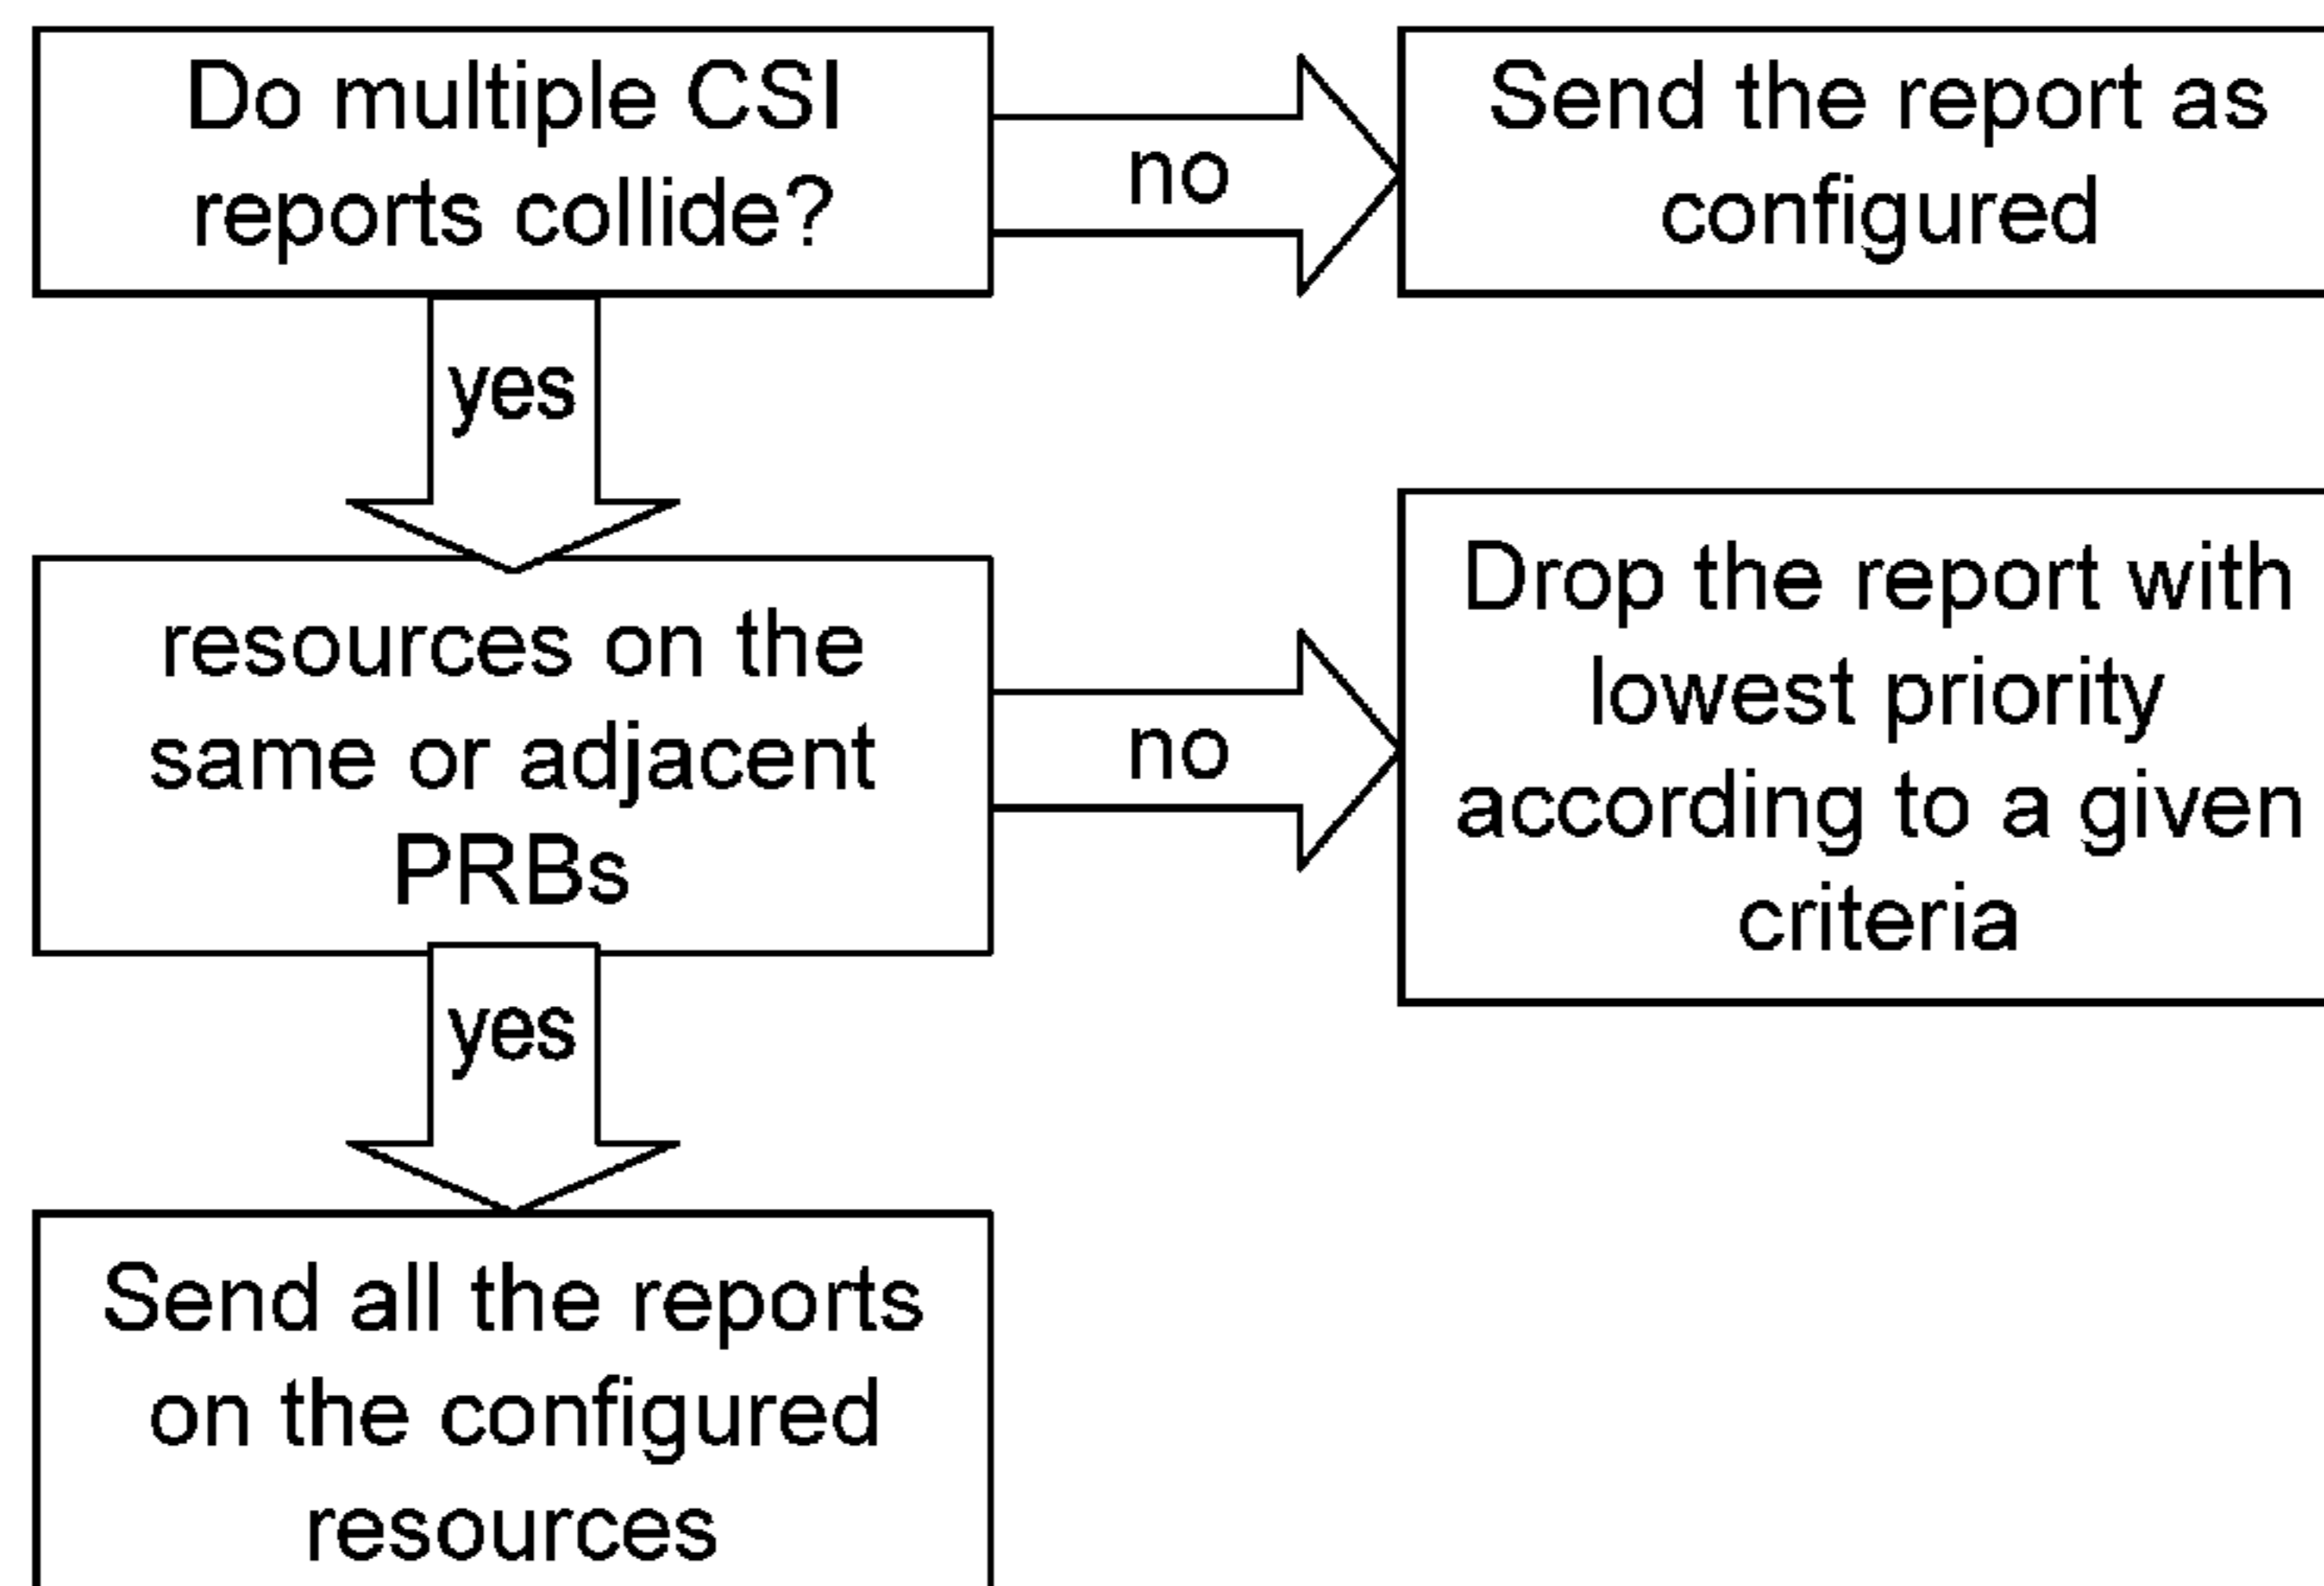 Do multiple CSI
reports collide?
no
Send the report as
configured
yes
resources on the
same or adjacent
PRBs
no
Drop the report with
lowest priority
according to a given
criteria
yes
Send all the reports
on the configured
resources